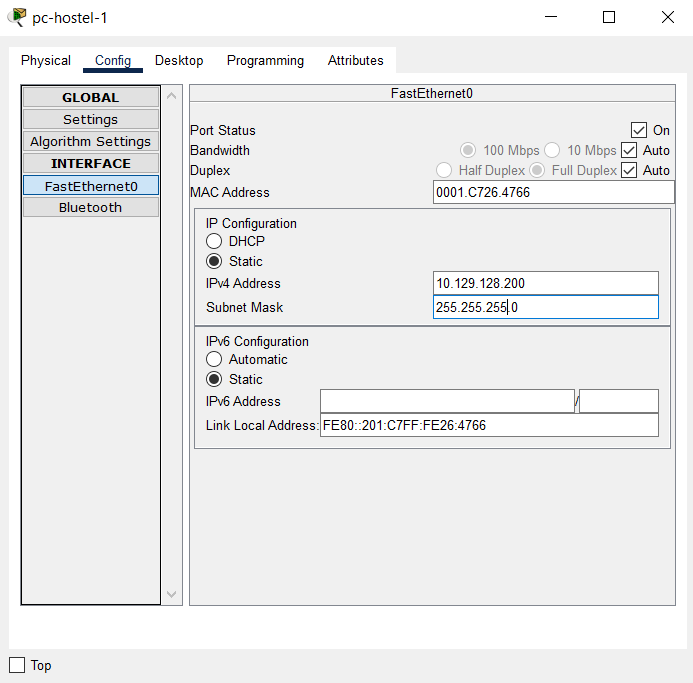 pc-hostel-1
Physical Config Desktop Programming Attributes
GLOBAL
Settings
Algorithm Settings
INTERFACE
FastEthernet0
Bluetooth
FastEthernet0
Port Status On
Bandwidth 100 Mbps 10 Mbps Auto
Duplex Half Duplex Full Duplex Auto
MAC Address 0001.C726.4766
IP Configuration
DHCP
Static
IPv4 Address 10.129.128.200
Subnet Mask 255.255.255.0
IPv6 Configuration
Automatic
Static
IPv6 Address /
Link Local Address: FE80::201:C7FF:FE26:4766
Top